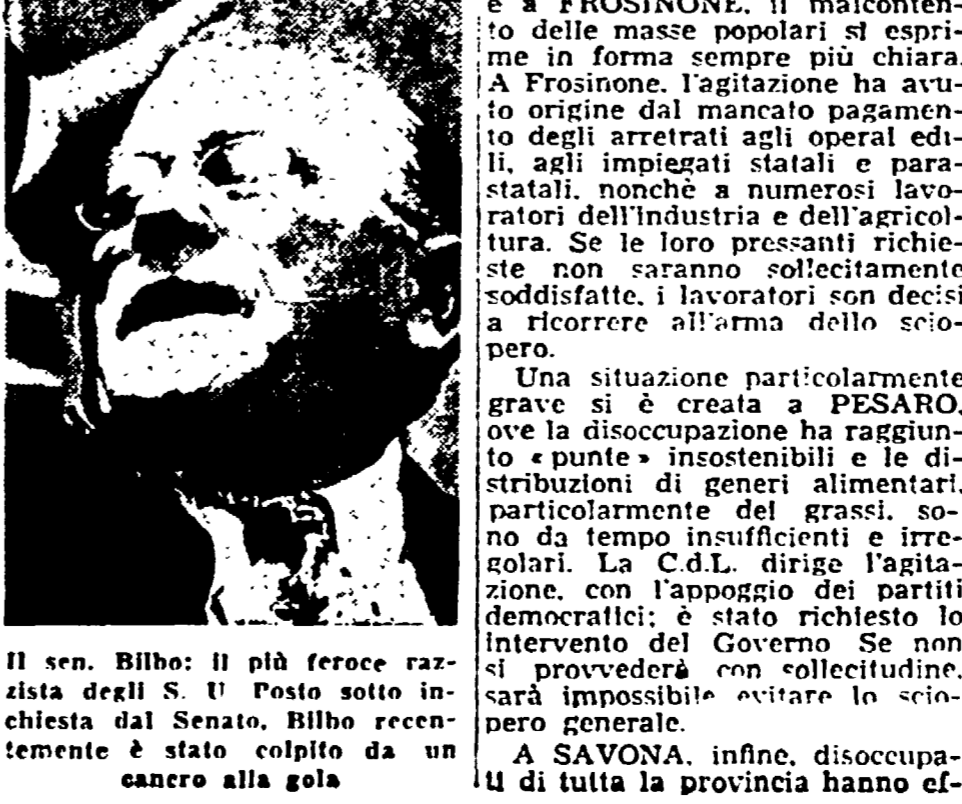 Il sen. Bilbo: il più feroce raz-
zista degli S. U Posto sotto in-
chiesta dal Senato, Bilbo recen-
temente è stato colpito da un
cancro alla gola
e a FROSINONE, il malconten-
to delle masse popolari si espri-
me in forma sempre più chiara.
A Frosinone, l'agitazione ha avu-
to origine dal mancato pagamen-
to degli arretrati agli operai edi-
li, agli impiegati statali e para-
statali, nonchè a numerosi lavo-
ratori dell'industria e dell'agricol-
tura. Se le loro pressanti richie-
ste non saranno sollecitamente
soddisfatte, i lavoratori son decisi
a ricorrere all'arma dello scio-
pero.
Una situazione particolarmente
grave si è creata a PESARO,
ove la disoccupazione ha raggiun-
to «punte» insostenibili e le di-
stribuzioni di generi alimentari,
particolarmente dei grassi, so-
no da tempo insufficienti e irre-
golari. La C.d.L. dirige l'agita-
zione, con l'appoggio dei partiti
democratici; è stato richiesto lo
intervento del Governo Se non
si provvederà con sollecitudine,
sarà impossibile evitare lo scio-
pero generale.
A SAVONA, infine, disoccupa-
ti di tutta la provincia hanno ef-